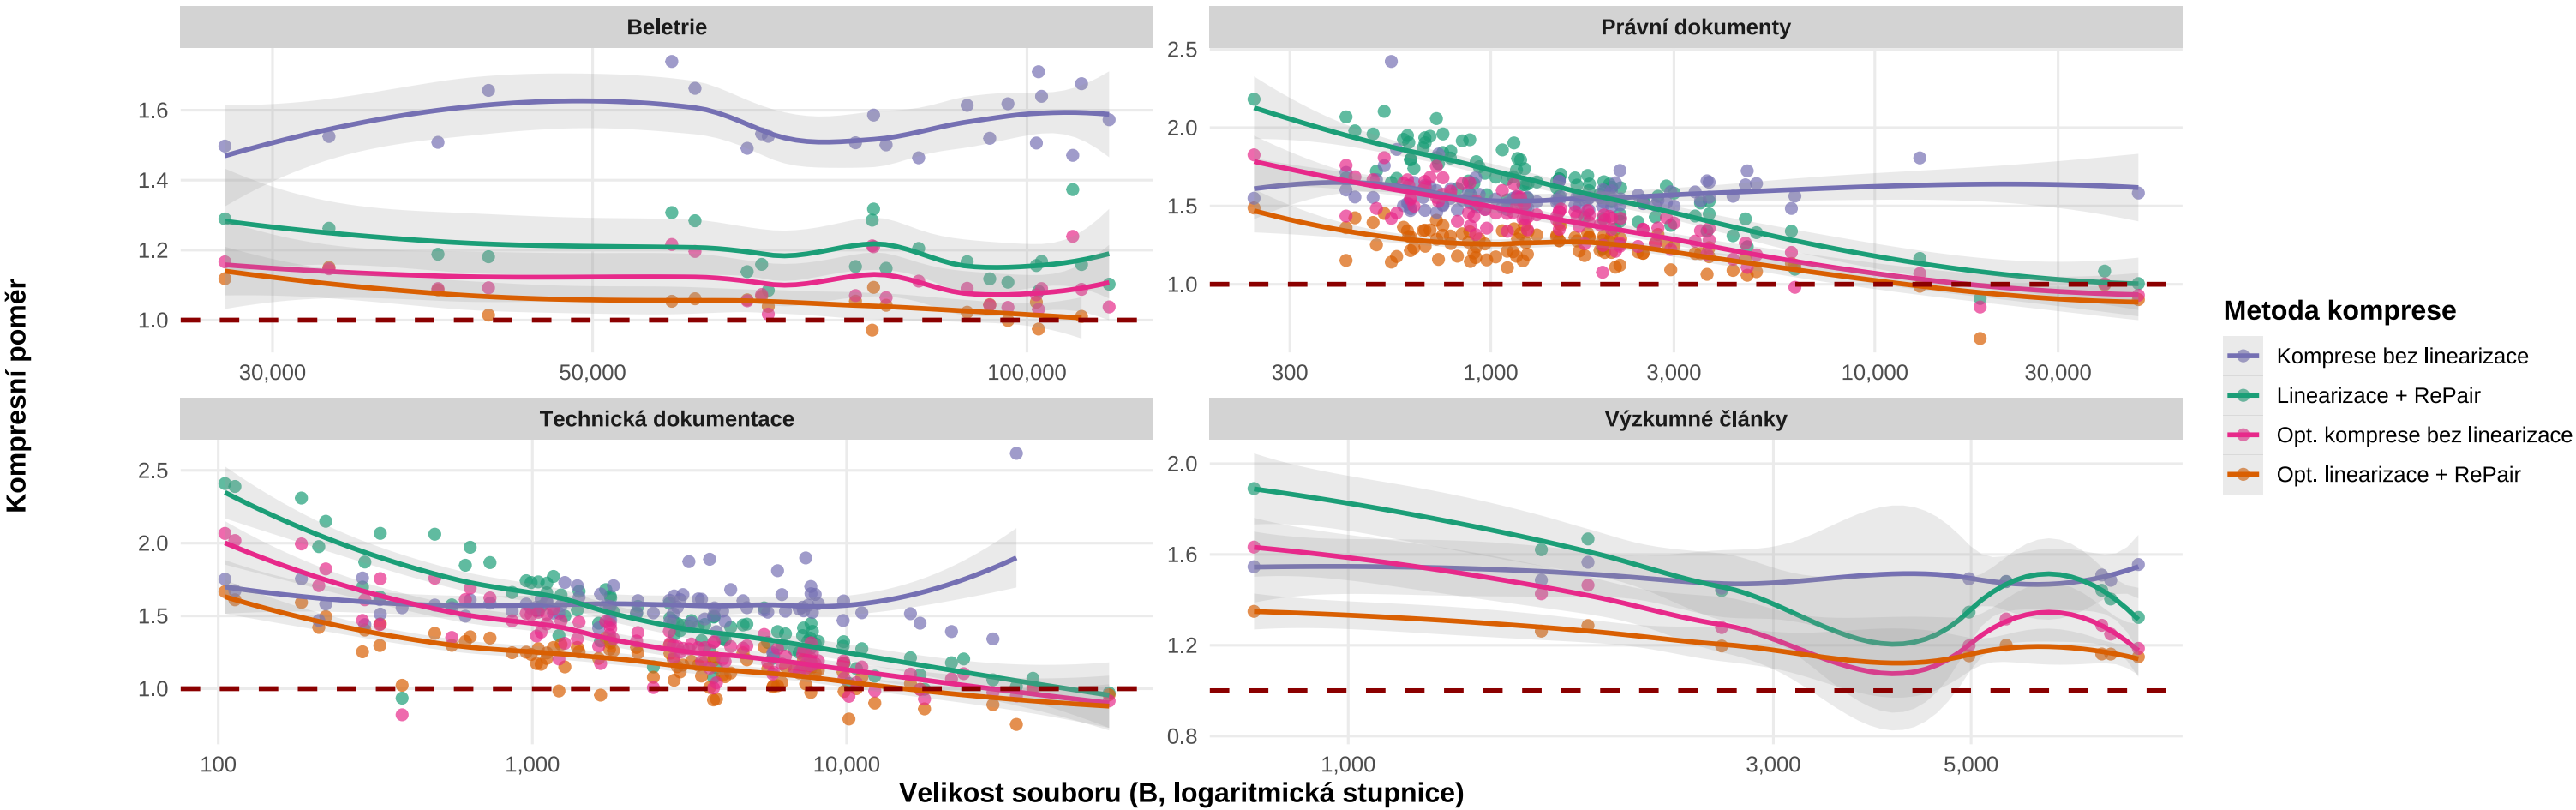 Beletrie
Právní dokumenty
1.6
1.4
1.2
1.0
30,000
50,000
100,000
2.5
2.0
1.5
1.0
300
1,000
3,000
10,000
30,000
Technická dokumentace
Výzkumné články
2.5
2.0
1.5
1.0
100
1,000
10,000
2.0
1.6
1.2
0.8
1,000
3,000
5,000
Kompresní poměr
Velikost souboru (B, logaritmická stupnice)
Metoda komprese
Komprese bez linearizace
Linearizace + RePair
Opt. komprese bez linearizace
Opt. linearizace + RePair